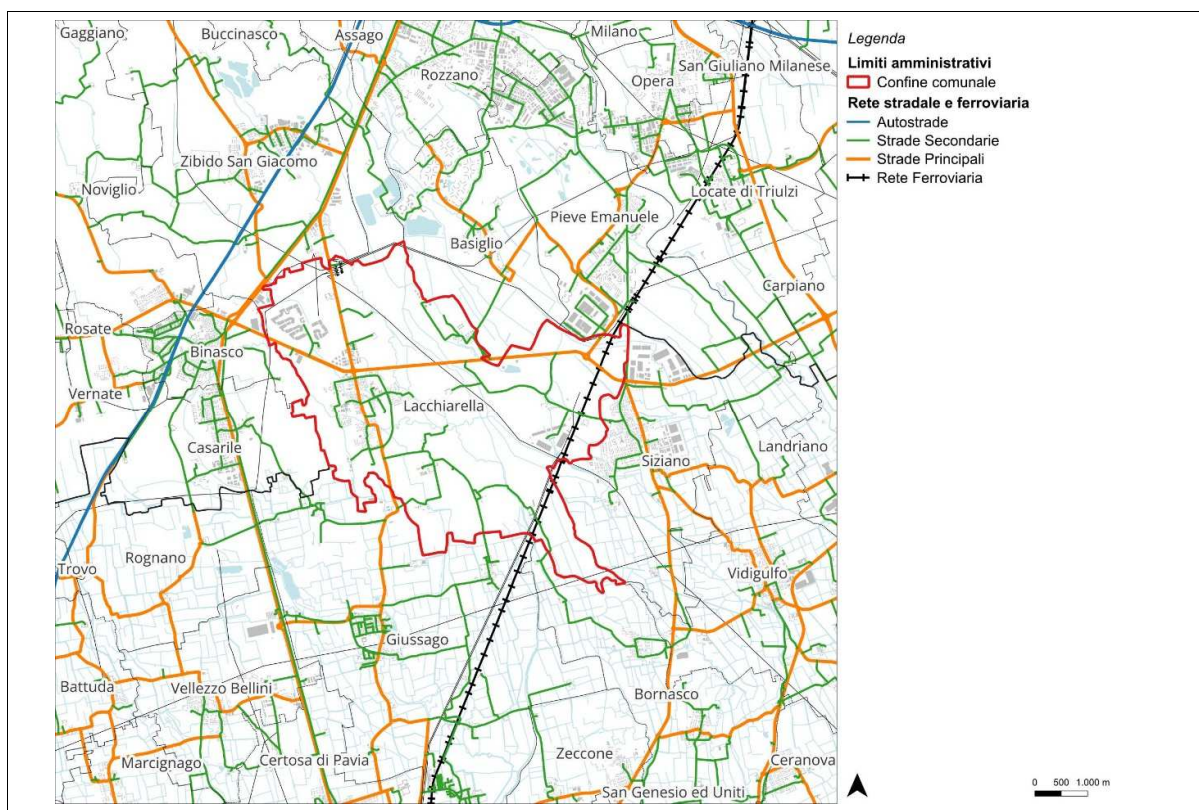 Gaggiano
Buccinasco
Assago
Milano
San Giuliano Milanese
Rozzano
Opera
Zibido San Giacomo
Noviglio
Locate di Triulzi
Pieve Emanuele
Basiglio
Carpiano
Rosate
Binasco
Vernate
Lacchiarella
Casarile
Siziano
Landriano
Rognano
Trovo
Vidigulfo
Giussago
Battuda
Vellezzo Bellini
Bornasco
Marcignago
Certosa di Pavia
Zeccone
Ceranova
San Genesio ed Uniti
Legenda
Limiti amministrativi
Confine comunale
Rete stradale e ferroviaria
Autostrade
Strade Secondarie
Strade Principali
Rete Ferroviaria
0 500 1.000 m